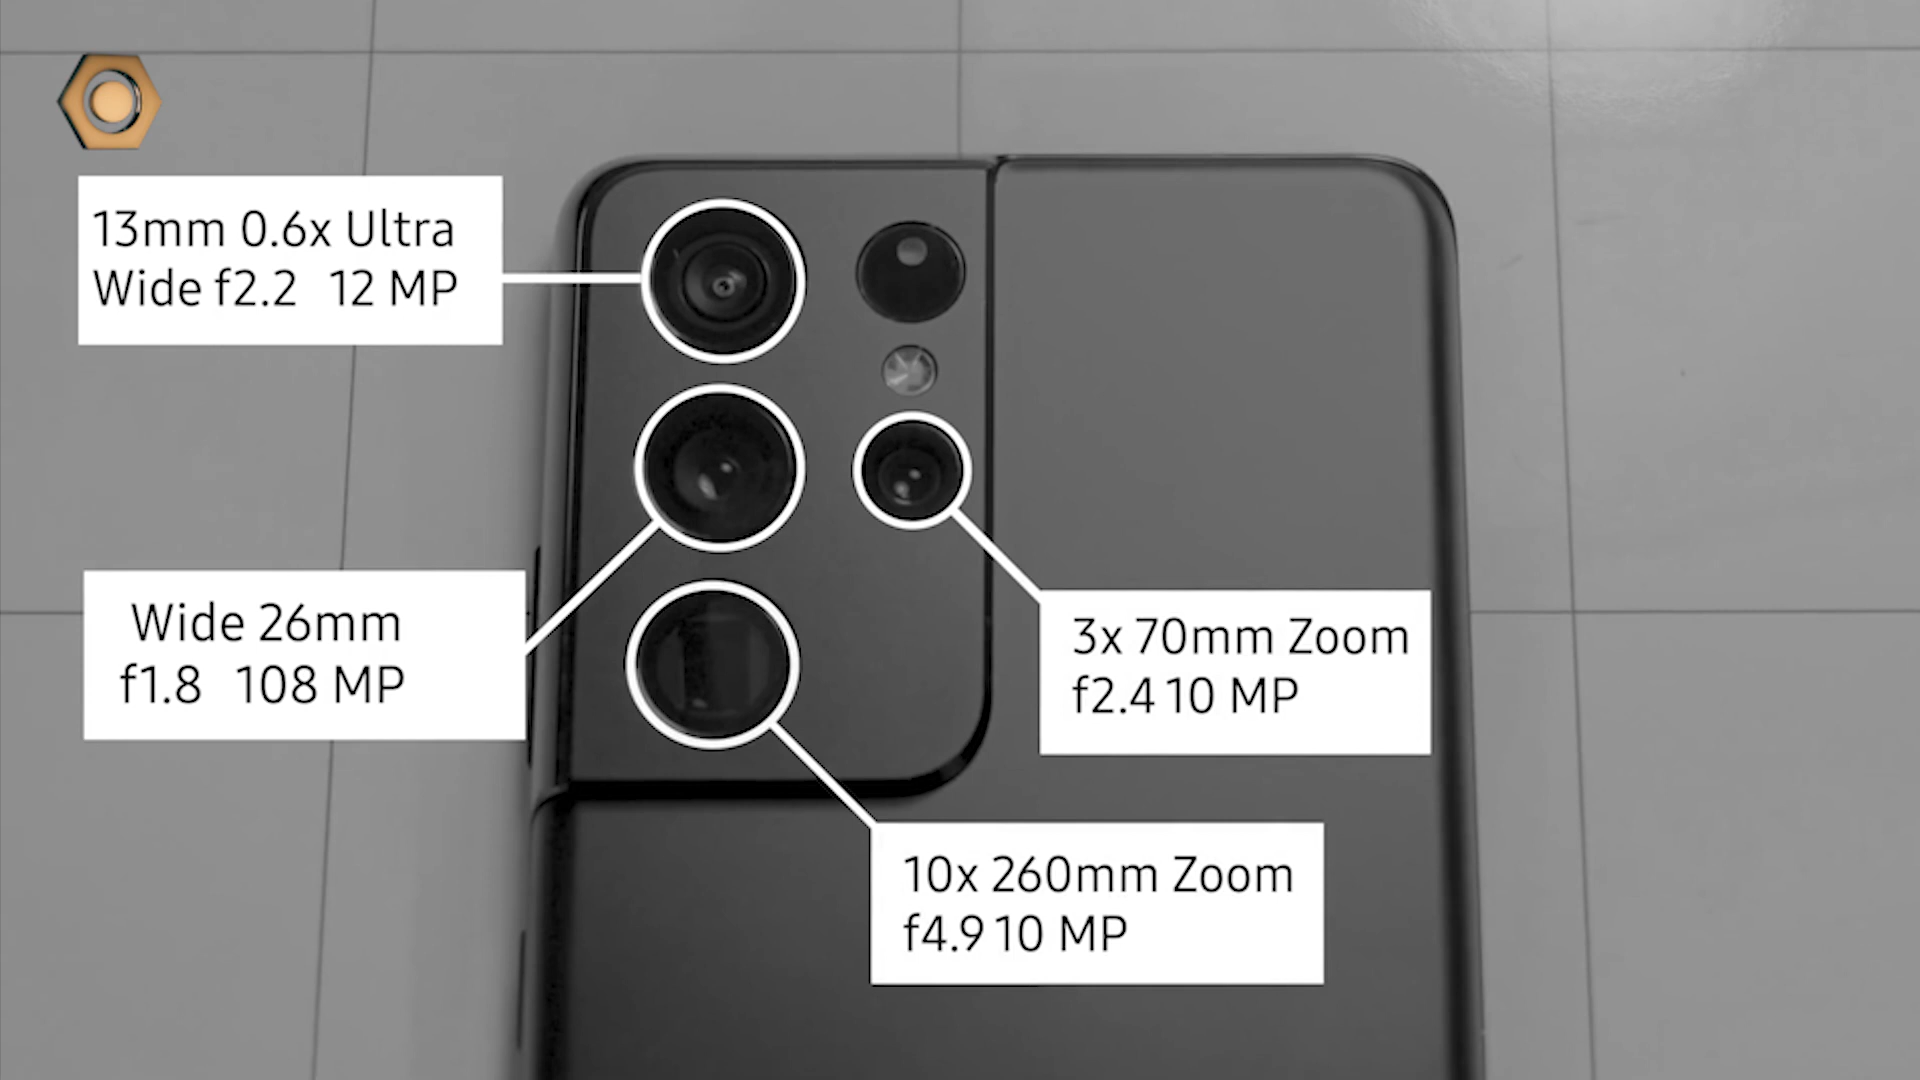 13mm 0.6x Ultra
Wide f2.2 12 MP
Wide 26mm
f1.8 108 MP
3x 70mm Zoom
f2.4 10 MP
10x 260mm Zoom
f4.9 10 MP